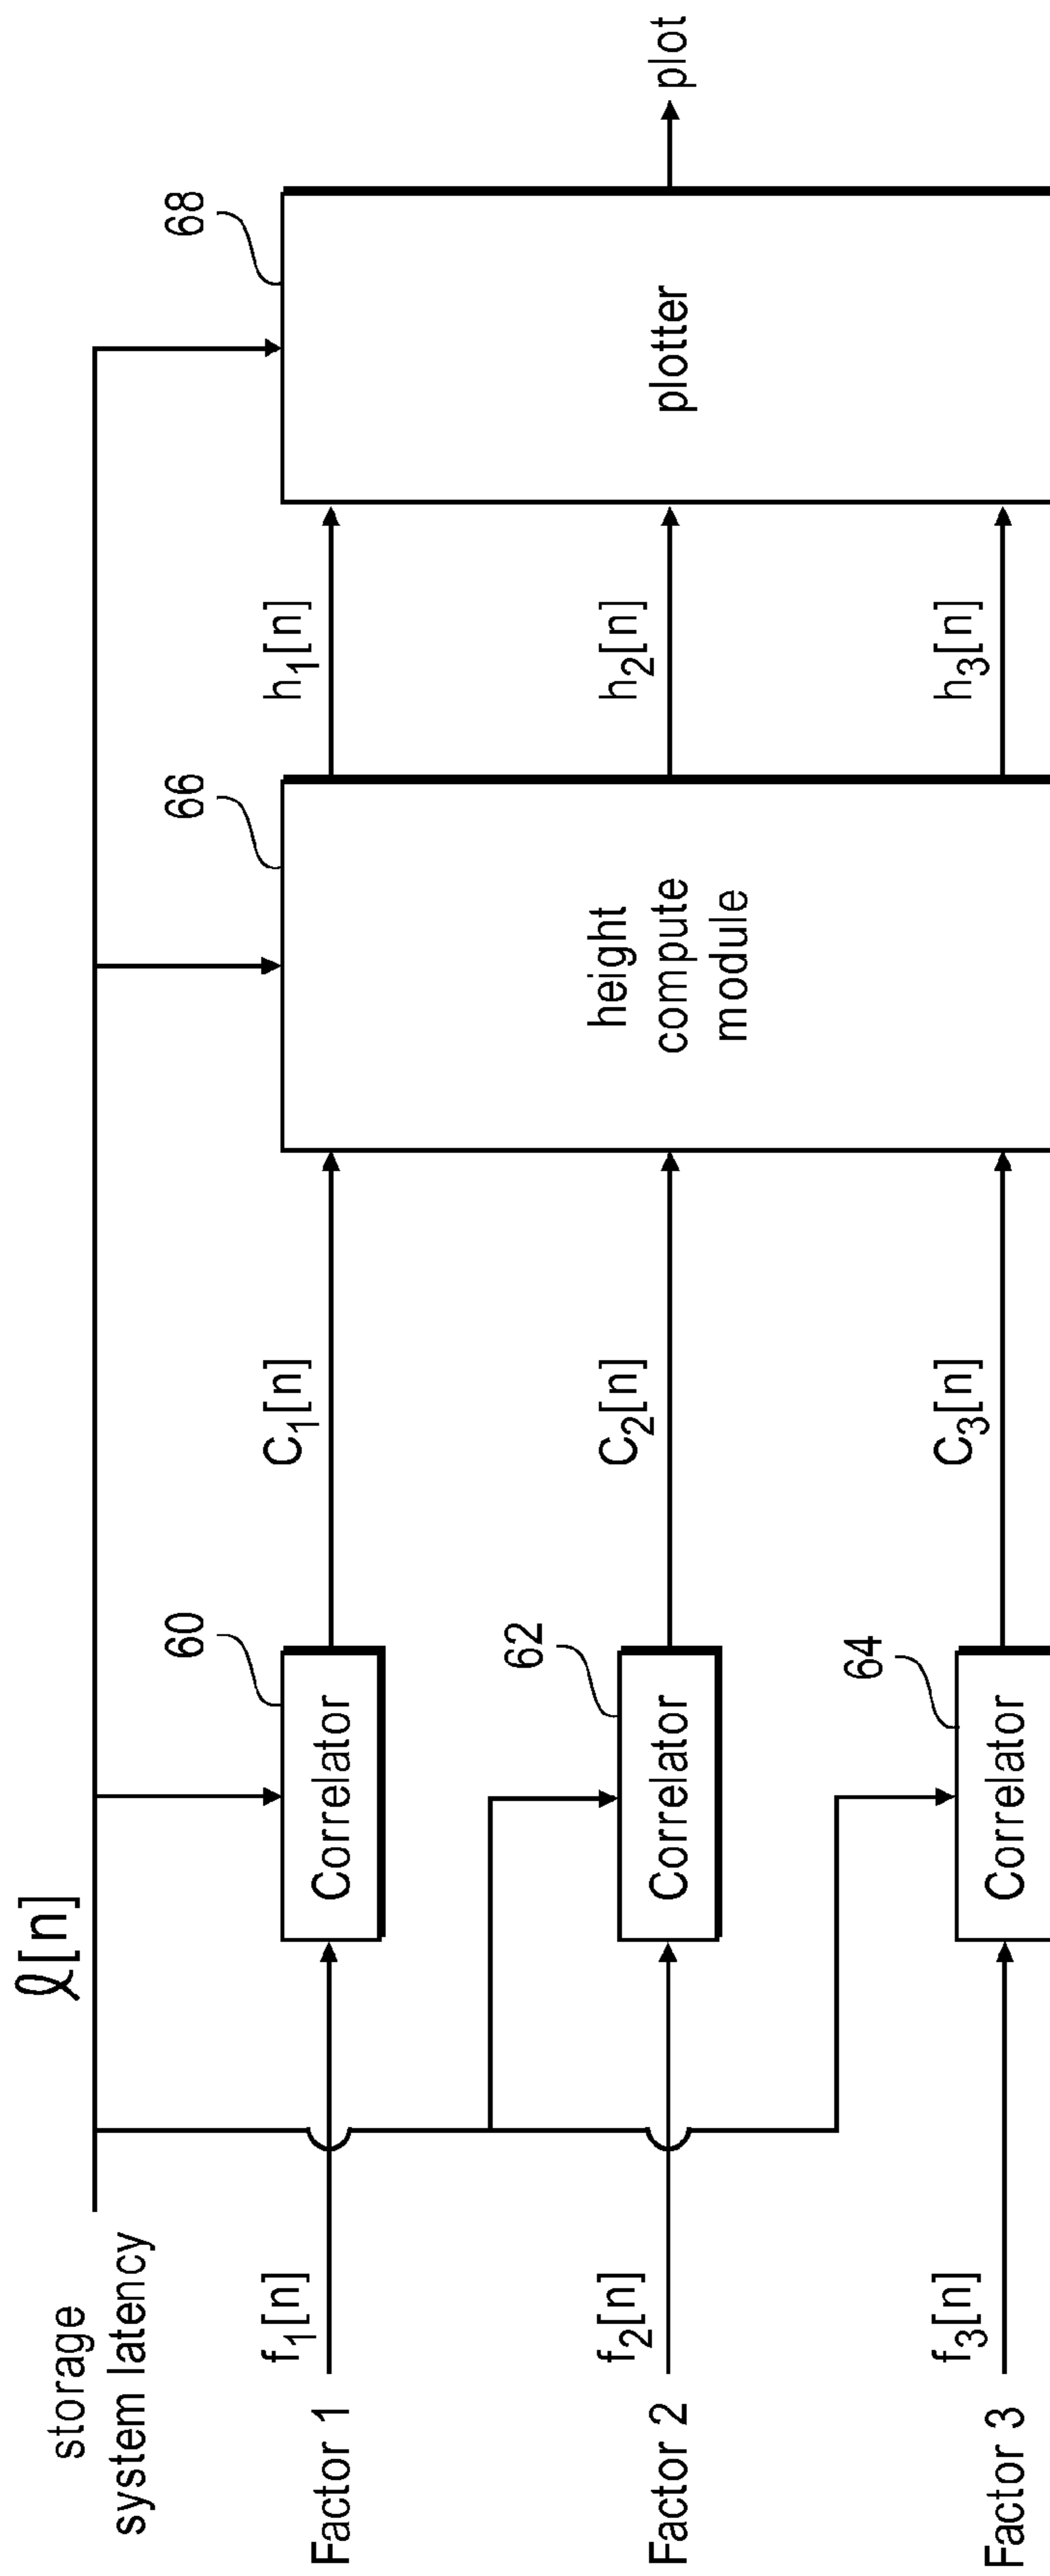 storage
system latency
ℓ[n]
Factor 1
f1[n]
60
Correlator
C1[n]
66
height
compute
module
h1[n]
68
plotter
plot
Factor 2
f2[n]
62
Correlator
C2[n]
h2[n]
Factor 3
f3[n]
64
Correlator
C3[n]
h3[n]